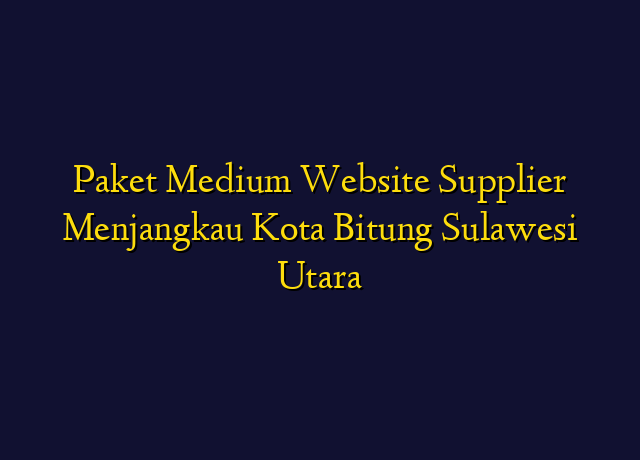 Paket Medium Website Supplier
Menjangkau Kota Bitung Sulawesi
Utara